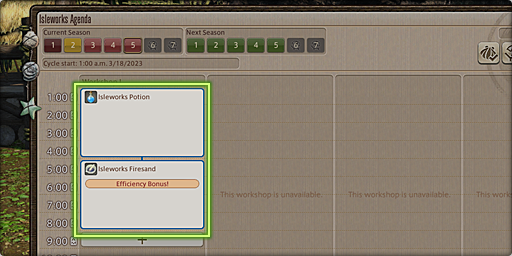 Isleworks Agenda
Current Season
Next Season
1 2 3 4 5 6 7
1 2 3 4 5 6 7
Cycle start: 1:00 a.m. 3/18/2023
Workshop 1
1:00
2:00
3:00
4:00
5:00
6:00
7:00
8:00
9:00
Isleworks Potion
Isleworks Firesand
Efficiency Bonus!
This workshop is unavailable.
This workshop is unavailable.
This works